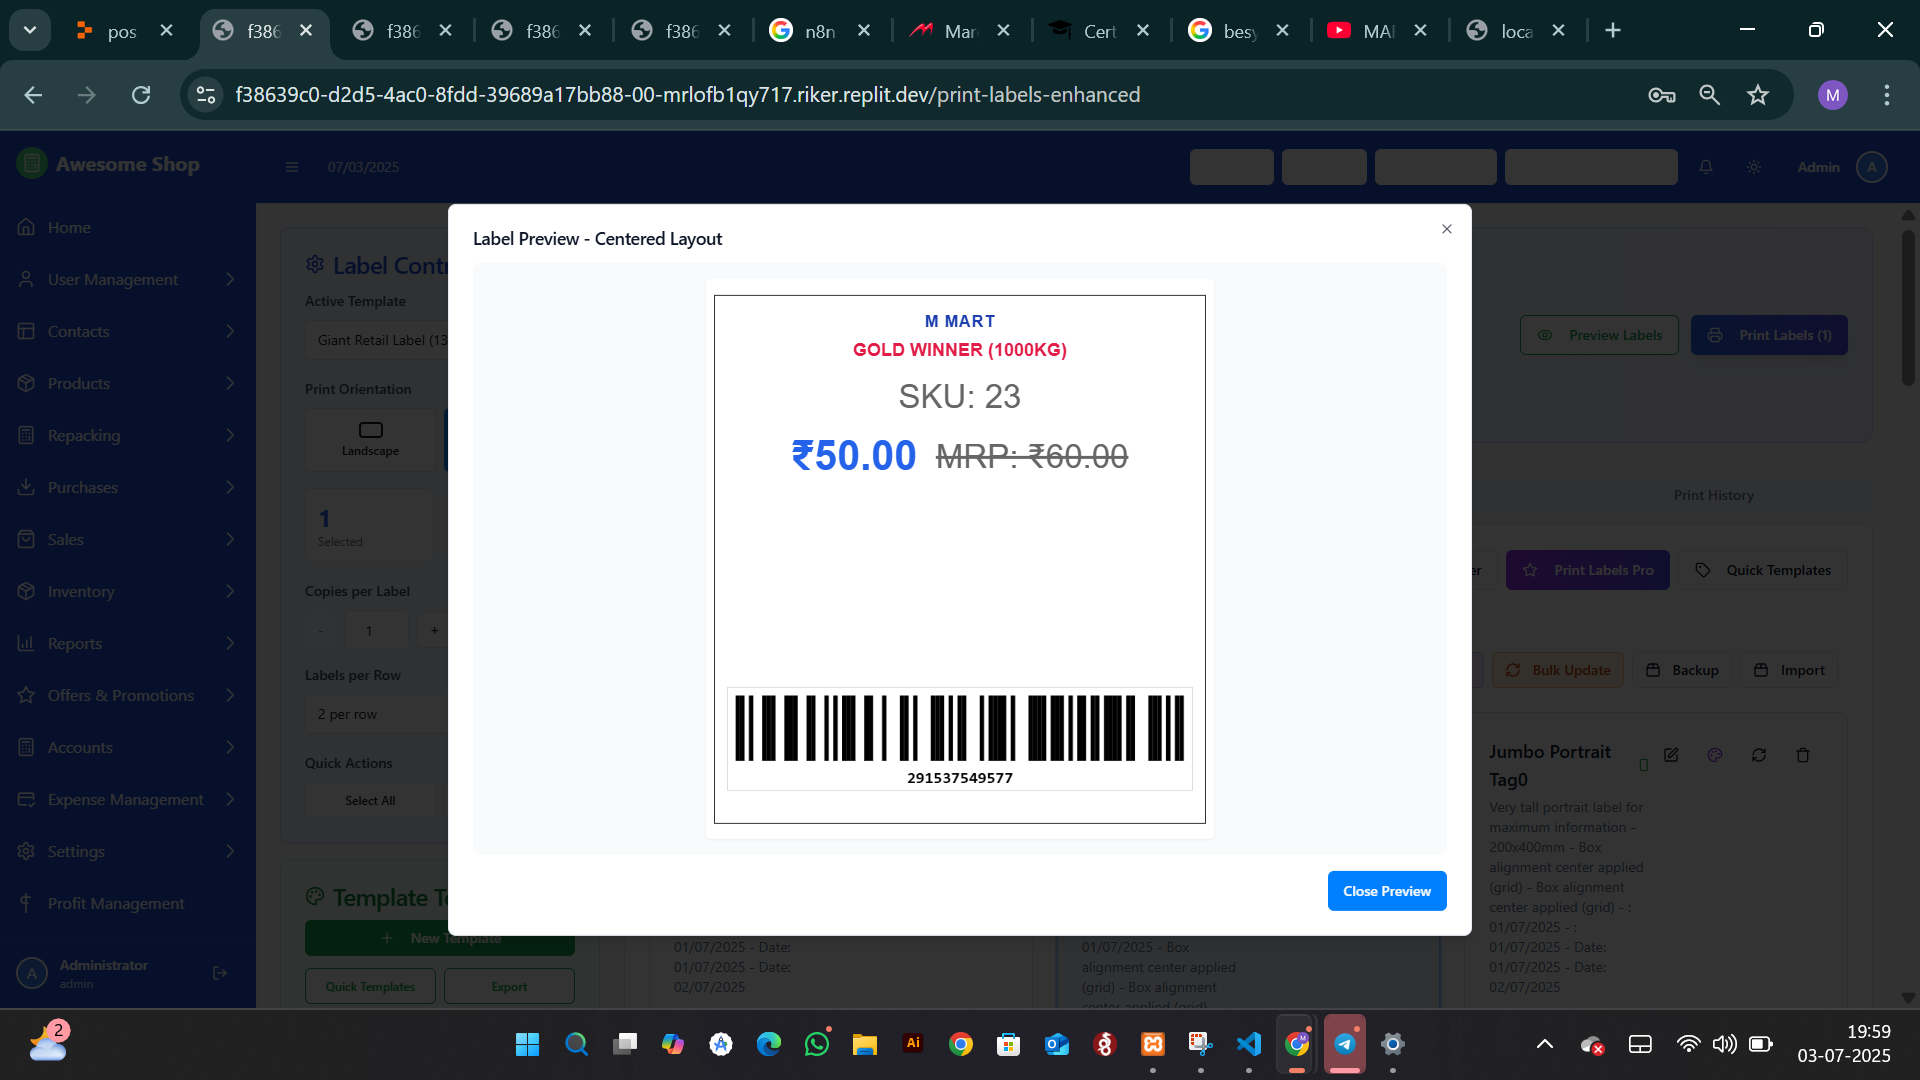 pos
f386
f386
f386
f386
n8n
Mar
Cert
besy
MAI
loca
f38639c0-d2d5-4ac0-8fdd-39689a17bb88-00-mrlofb1qy717.riker.replit.dev/print-labels-enhanced
M
Awesome Shop
07/03/2025
Admin
A
Home
User Management
Contacts
Products
Repacking
Purchases
Sales
Inventory
Reports
Offers & Promotions
Accounts
Expense Management
Settings
Profit Management
A
Administrator
admin
Label Contr
Active Template
Giant Retail Label (13
Print Orientation
Landscape
1
Selected
Copies per Label
-
1
+
Labels per Row
2 per row
Quick Actions
Select All
Template Te
+ New Template
Quick Templates
Export
Label Preview - Centered Layout
M MART
GOLD WINNER (1000KG)
SKU: 23
₹50.00 MRP: ₹60.00
291537549577
Close Preview
Preview Labels
Print Labels (1)
Print History
er
Print Labels Pro
Quick Templates
Bulk Update
Backup
Import
01/07/2025 - Date:
01/07/2025 - Date:
02/07/2025
01/07/2025 - Box
alignment center applied
(grid) - Box alignment
center applied (grid)
Jumbo Portrait
Tag0
Very tall portrait label for
maximum information -
200x400mm - Box
alignment center applied
(grid) - Box alignment
center applied (grid) - :
01/07/2025 - :
01/07/2025 - Date:
01/07/2025 - Date:
02/07/2025
2
Ai
M
19:59
03-07-2025